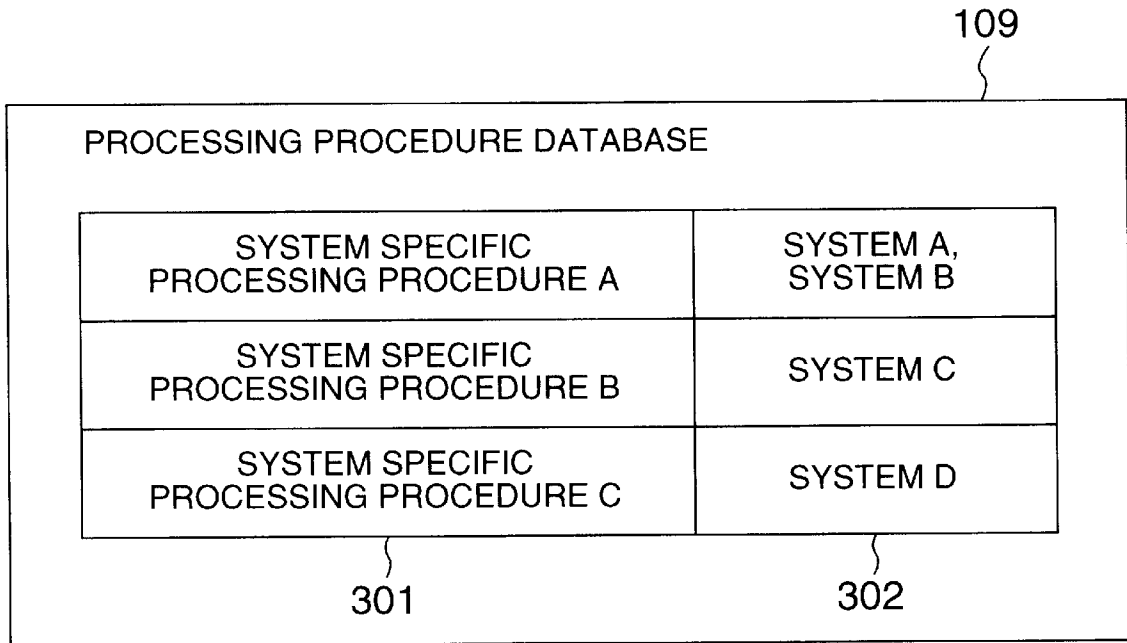 109
PROCESSING PROCEDURE DATABASE
SYSTEM SPECIFIC
PROCESSING PROCEDURE A
SYSTEM A,
SYSTEM B
SYSTEM SPECIFIC
PROCESSING PROCEDURE B
SYSTEM C
SYSTEM SPECIFIC
PROCESSING PROCEDURE C
SYSTEM D
301
302